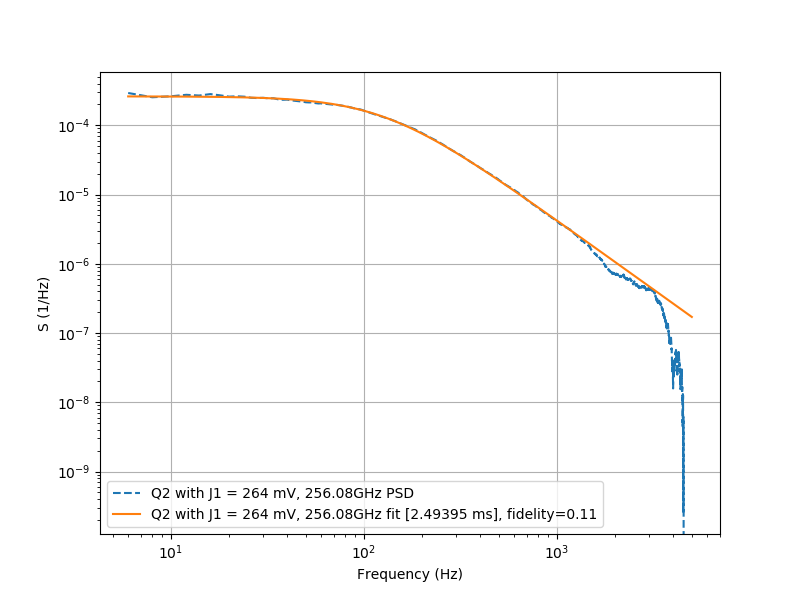 S (1/Hz)
10⁻⁴
10⁻⁵
10⁻⁶
10⁻⁷
10⁻⁸
10⁻⁹
Q2 with J1 = 264 mV, 256.08GHz PSD
Q2 with J1 = 264 mV, 256.08GHz fit [2.49395 ms], fidelity=0.11
10¹ 10² 10³
Frequency (Hz)